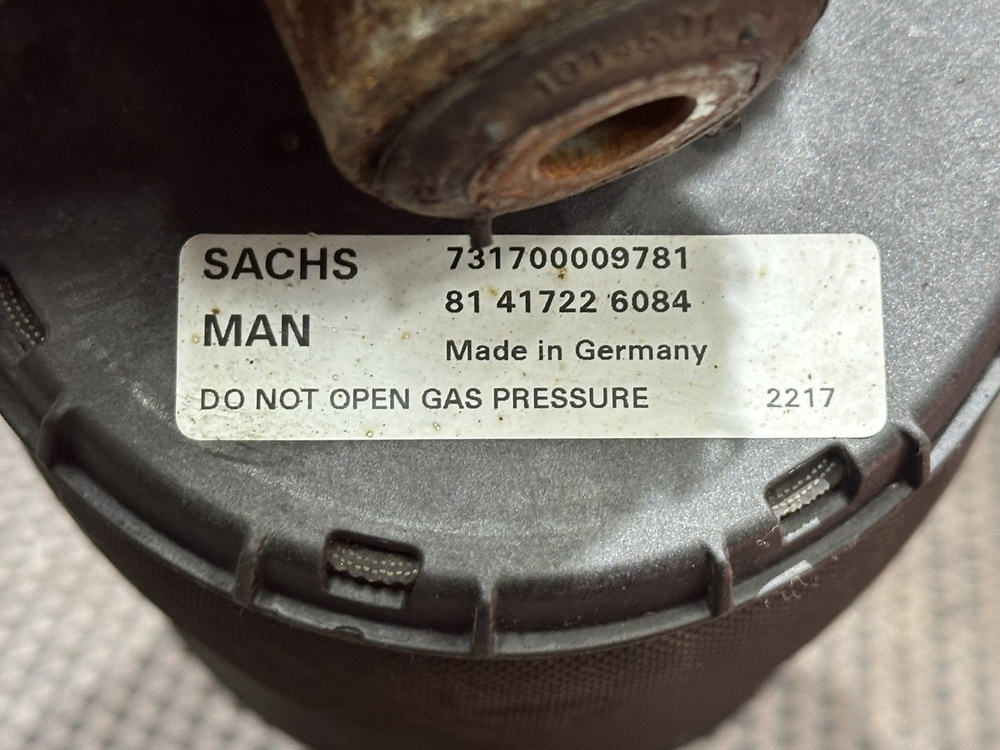 SACHS 731700009781
81 41722 6084
MAN
Made in Germany
DO NOT OPEN GAS PRESSURE 2217